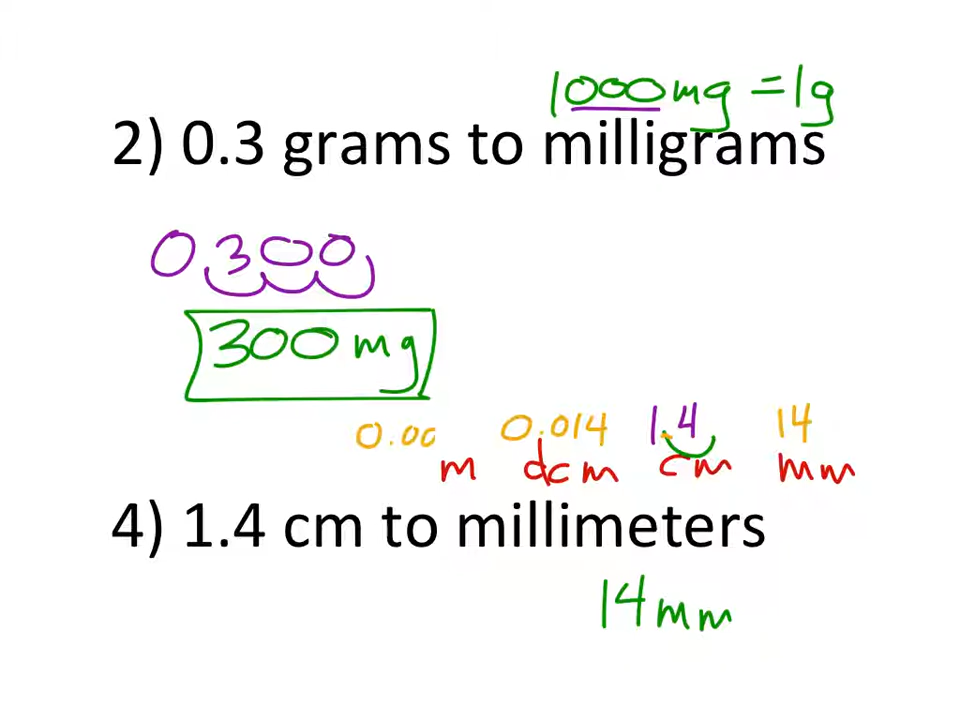 1000mg = 1g
2) 0.3 grams to milligrams
0.300
300 mg
0.00 0.014 1.4 14
m dcm cm mm
4) 1.4 cm to millimeters
14mm